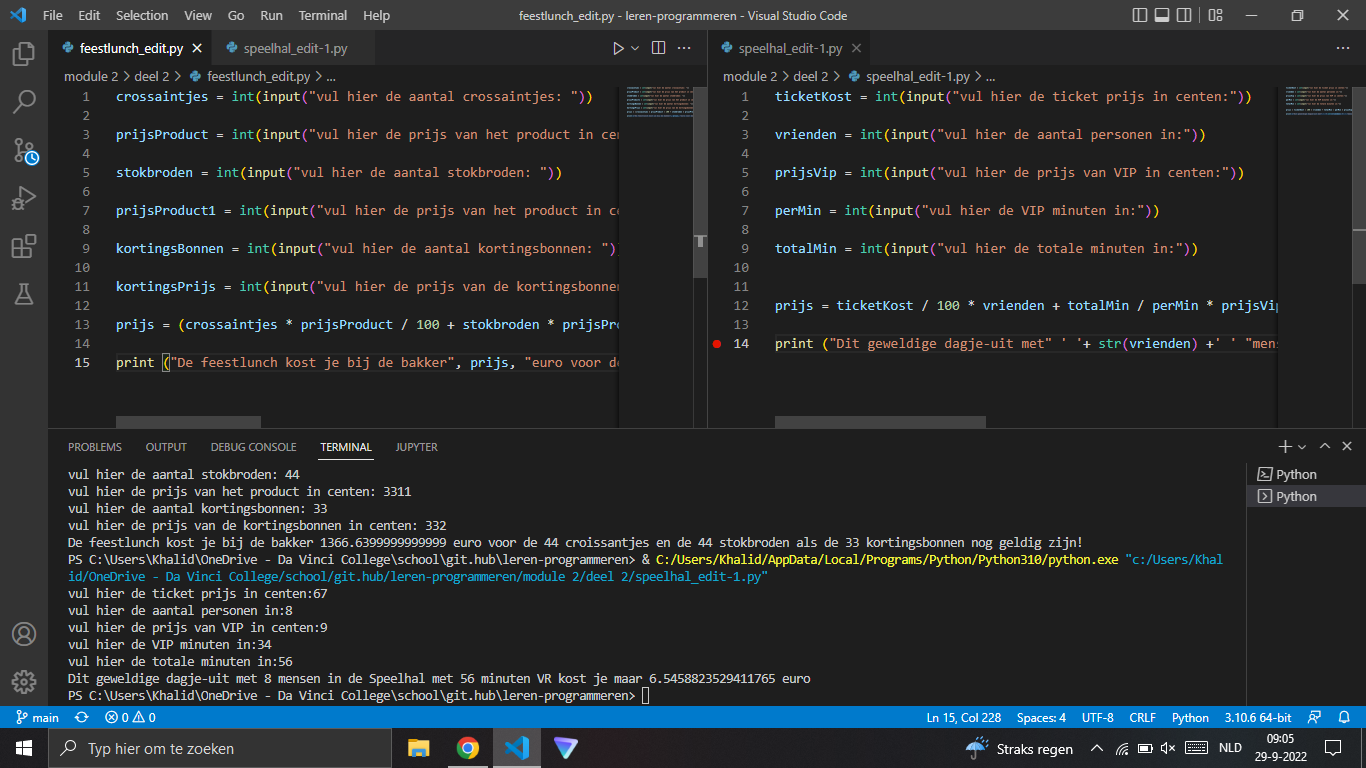 File Edit Selection View Go Run Terminal Help
feestlunch_edit.py - leren-programmeren - Visual Studio Code
feestlunch_edit.py
speelhal_edit-1.py
module 2 > deel 2 > feestlunch_edit.py > ...
1 crossaintjes = int(input("vul hier de aantal crossaintjes: "))
2
3 prijsProduct = int(input("vul hier de prijs van het product in cen
4
5 stokbroden = int(input("vul hier de aantal stokbroden: "))
6
7 prijsProduct1 = int(input("vul hier de prijs van het product in c
8
9 kortingsBonnen = int(input("vul hier de aantal kortingsbonnen: ")
10
11 kortingsPrijs = int(input("vul hier de prijs van de kortingsbonnen
12
13 prijs = (crossaintjes * prijsProduct / 100 + stokbroden * prijsPro
14
15 print ("De feestlunch kost je bij de bakker", prijs, "euro voor de
speelhal_edit-1.py
module 2 > deel 2 > speelhal_edit-1.py > ...
1 ticketKost = int(input("vul hier de ticket prijs in centen:"))
2
3 vrienden = int(input("vul hier de aantal personen in:"))
4
5 prijsVip = int(input("vul hier de prijs van VIP in centen:"))
6
7 perMin = int(input("vul hier de VIP minuten in:"))
8
9 totalMin = int(input("vul hier de totale minuten in:"))
10
11
12 prijs = ticketKost / 100 * vrienden + totalMin / perMin * prijsVip
13
14 print ("Dit geweldige dagje-uit met" ' '+ str(vrienden) +' ' "mens
PROBLEMS OUTPUT DEBUG CONSOLE TERMINAL JUPYTER
vul hier de aantal stokbroden: 44
vul hier de prijs van het product in centen: 3311
vul hier de aantal kortingsbonnen: 33
vul hier de prijs van de kortingsbonnen in centen: 332
De feestlunch kost je bij de bakker 1366.6399999999999 euro voor de 44 croissantjes en de 44 stokbroden als de 33 kortingsbonnen nog geldig zijn!
PS C:\Users\Khalid\OneDrive - Da Vinci College\school\git.hub\leren-programmeren> & C:/Users/Khalid/AppData/Local/Programs/Python/Python310/python.exe "c:/Users/Khal
id/OneDrive - Da Vinci College/school/git.hub/leren-programmeren/module 2/deel 2/speelhal_edit-1.py"
vul hier de ticket prijs in centen:67
vul hier de aantal personen in:8
vul hier de prijs van VIP in centen:9
vul hier de VIP minuten in:34
vul hier de totale minuten in:56
Dit geweldige dagje-uit met 8 mensen in de Speelhal met 56 minuten VR kost je maar 6.5458823529411765 euro
PS C:\Users\Khalid\OneDrive - Da Vinci College\school\git.hub\leren-programmeren>
Python
Python
main 0 0 Ln 15, Col 228 Spaces: 4 UTF-8 CRLF Python 3.10.6 64-bit
Typ hier om te zoeken
Straks regen
NLD
09:05
29-9-2022